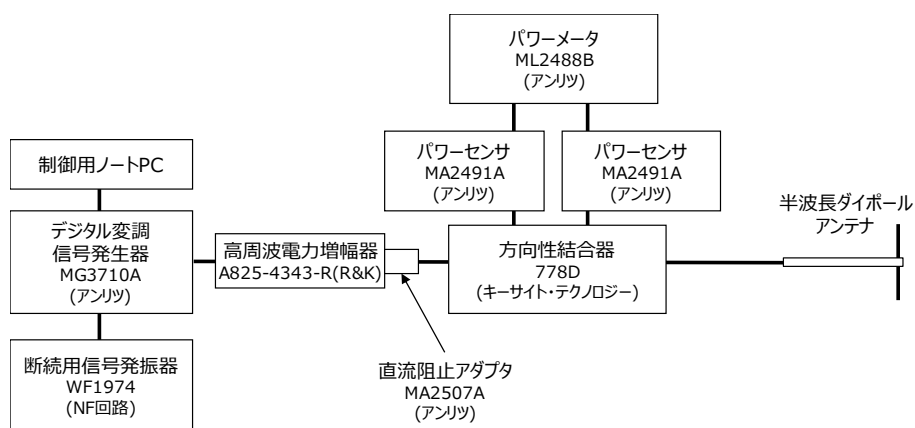 パワーメータ
ML2488B
(アンリツ)
パワーセンサ
MA2491A
(アンリツ)
パワーセンサ
MA2491A
(アンリツ)
制御用ノートPC
デジタル変調
信号発生器
MG3710A
(アンリツ)
高周波電力増幅器
A825-4343-R(R&K)
方向性結合器
778D
(キーサイト・テクノロジー)
半波長ダイポール
アンテナ
断続用信号発振器
WF1974
(NF回路)
直流阻止アダプタ
MA2507A
(アンリツ)